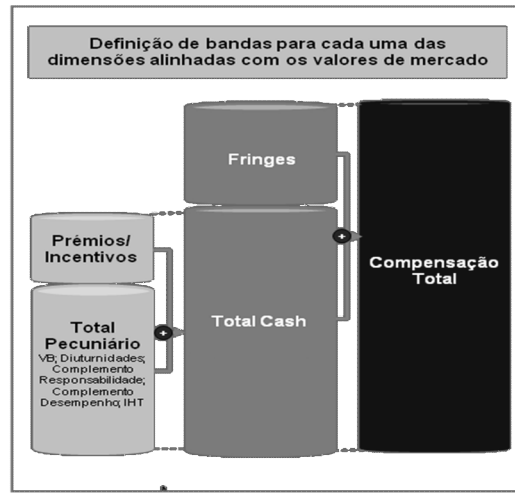 Definição de bandas para cada uma das
dimensões alinhadas com os valores de mercado
Fringes
Prémios/
Incentivos
Compensação
Total
Total Cash
Total
Pecuniário
VB; Diuturnidades;
Complemento
Responsabilidade;
Complemento
Desempenho; IHT
+
+